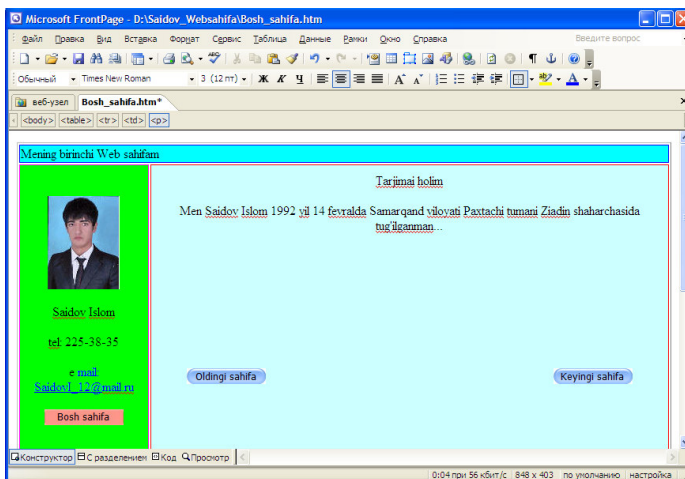 Microsoft FrontPage - D:\Saidov_Websahifa\Bosh_sahifa.htm
Файл Правка Вид Вставка Формат Сервис Таблица Данные Рамки Окно Справка Введите вопрос
Обычный Times New Roman 3 (12 пт) Ж К Ч
веб-узел Bosh_sahifa.htm*
<body> <table> <tr> <td> <p>
Mening birinchi Web sahifam
Tarjimai holim
Men Saidov Islom 1992 yil 14 fevralda Samarqand viloyati Paxtachi tumani Ziadin shaharchasida
tug'ilganman...
Saidov Islom
tel: 225-38-35
e mail:
SaidovI_12@mail.ru
Oldingi sahifa Keyingi sahifa
Bosh sahifa
Конструктор С разделением Код Просмотр
0:04 при 56 кбит/с 848 x 403 по умолчанию настройка